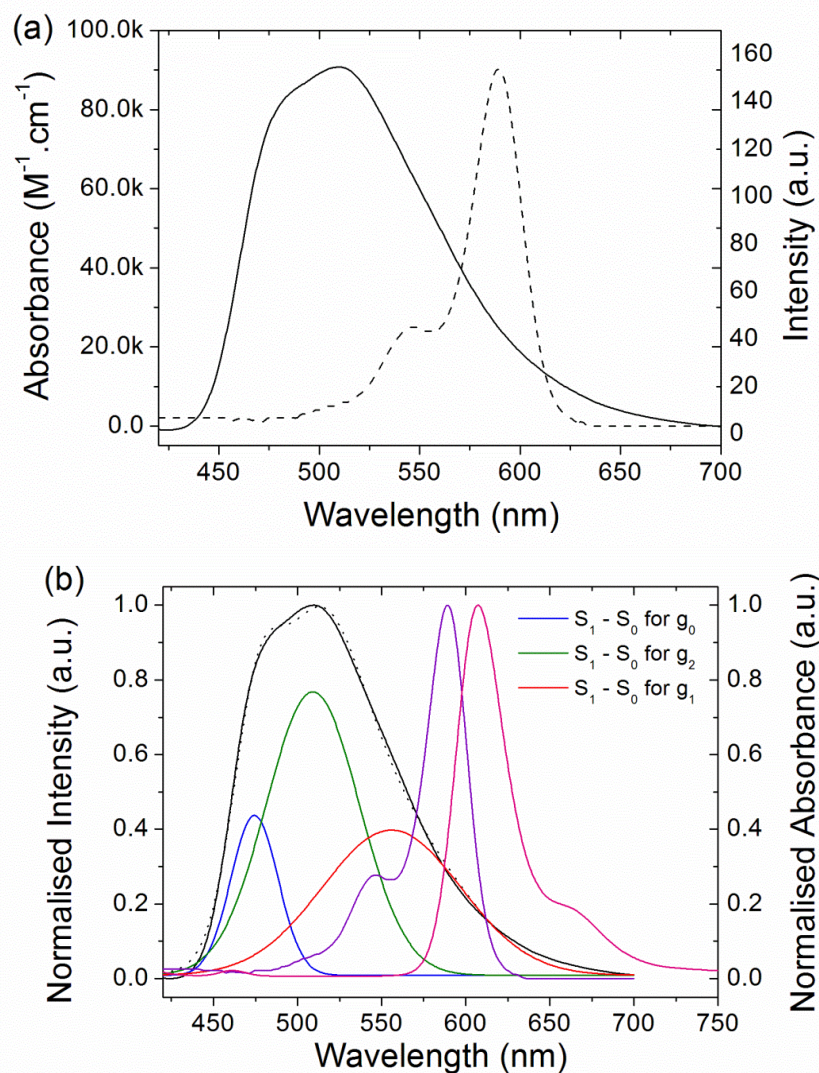 (a)
100.0k
80.0k
60.0k
40.0k
20.0k
0.0
Absorbance (M⁻¹.cm⁻¹)
160
140
120
100
80
60
40
20
0
Intensity (a.u.)
450 500 550 600 650 700
Wavelength (nm)
(b)
1.0
0.8
0.6
0.4
0.2
0.0
Normalised Intensity (a.u.)
S₁ - S₀ for g₀
S₁ - S₀ for g₂
S₁ - S₀ for g₁
1.0
0.8
0.6
0.4
0.2
0.0
Normalised Absorbance (a.u.)
450 500 550 600 650 700 750
Wavelength (nm)